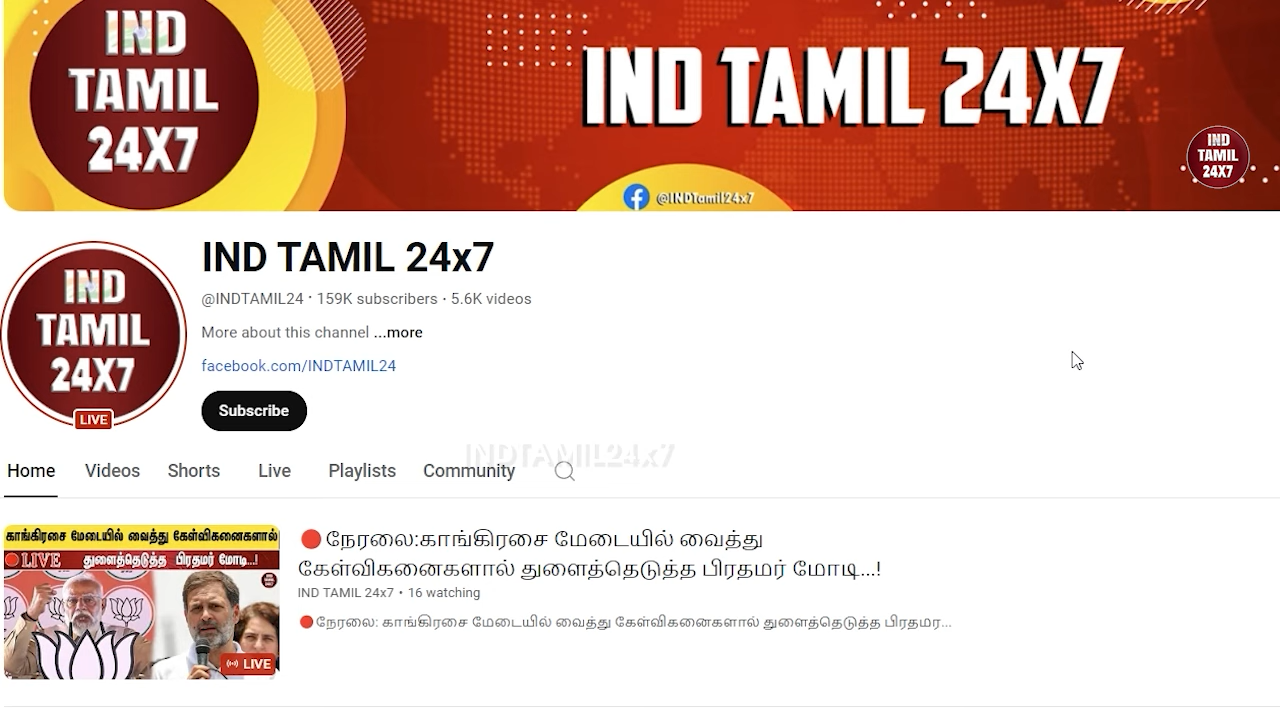 IND
TAMIL
24X7
IND TAMIL 24X7
IND
TAMIL
24X7
@INDTamil24x7
IND
TAMIL
24X7
LIVE
IND TAMIL 24x7
@INDTAMIL24 · 159K subscribers · 5.6K videos
More about this channel ...more
facebook.com/INDTAMIL24
Subscribe
INDTAMIL24x7
Home Videos Shorts Live Playlists Community
காங்கிரசை மேடையில் வைத்து கேள்விகனைகளால்
LIVE துளைத்தெடுத்த பிரதமர் மோடி...!
LIVE
🔴நேரலை:காங்கிரசை மேடையில் வைத்து
கேள்விகனைகளால் துளைத்தெடுத்த பிரதமர் மோடி...!
IND TAMIL 24x7 • 16 watching
🔴நேரலை: காங்கிரசை மேடையில் வைத்து கேள்விகனைகளால் துளைத்தெடுத்த பிரதமர...